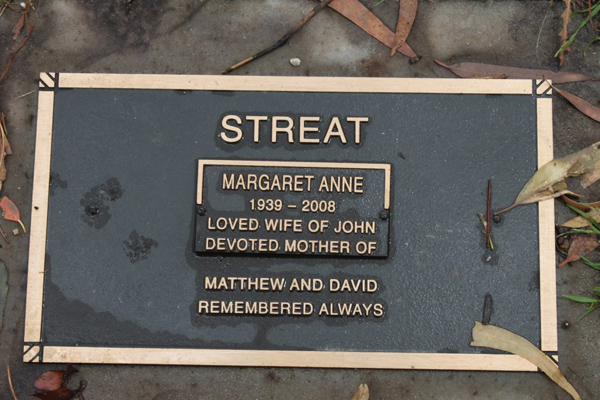 STREAT
MARGARET ANNE
1939 – 2008
LOVED WIFE OF JOHN
DEVOTED MOTHER OF
MATTHEW AND DAVID
REMEMBERED ALWAYS